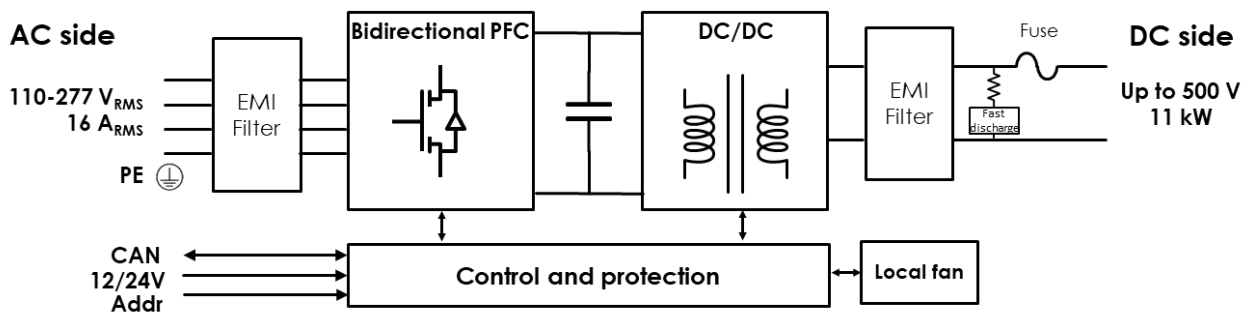 AC side
110-277 VRMS
16 ARMS
PE
EMI
Filter
Bidirectional PFC
DC/DC
EMI
Filter
Fuse
Fast
discharge
DC side
Up to 500 V
11 kW
CAN
12/24V
Addr
Control and protection
Local fan